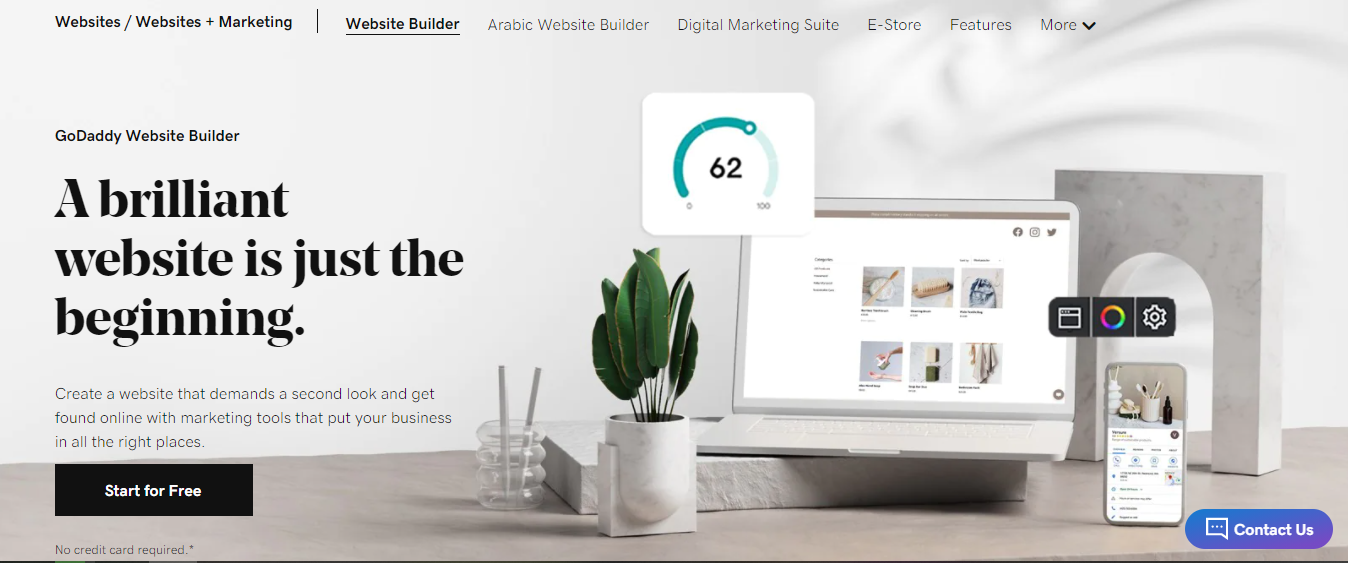 Websites / Websites + Marketing
Website Builder
Arabic Website Builder
Digital Marketing Suite
E-Store
Features
More
GoDaddy Website Builder
A brilliant
website is just the
beginning.
Create a website that demands a second look and get
found online with marketing tools that put your business
in all the right places.
Start for Free
No credit card required.*
62
0
100
Categories
Venture
Contact Us